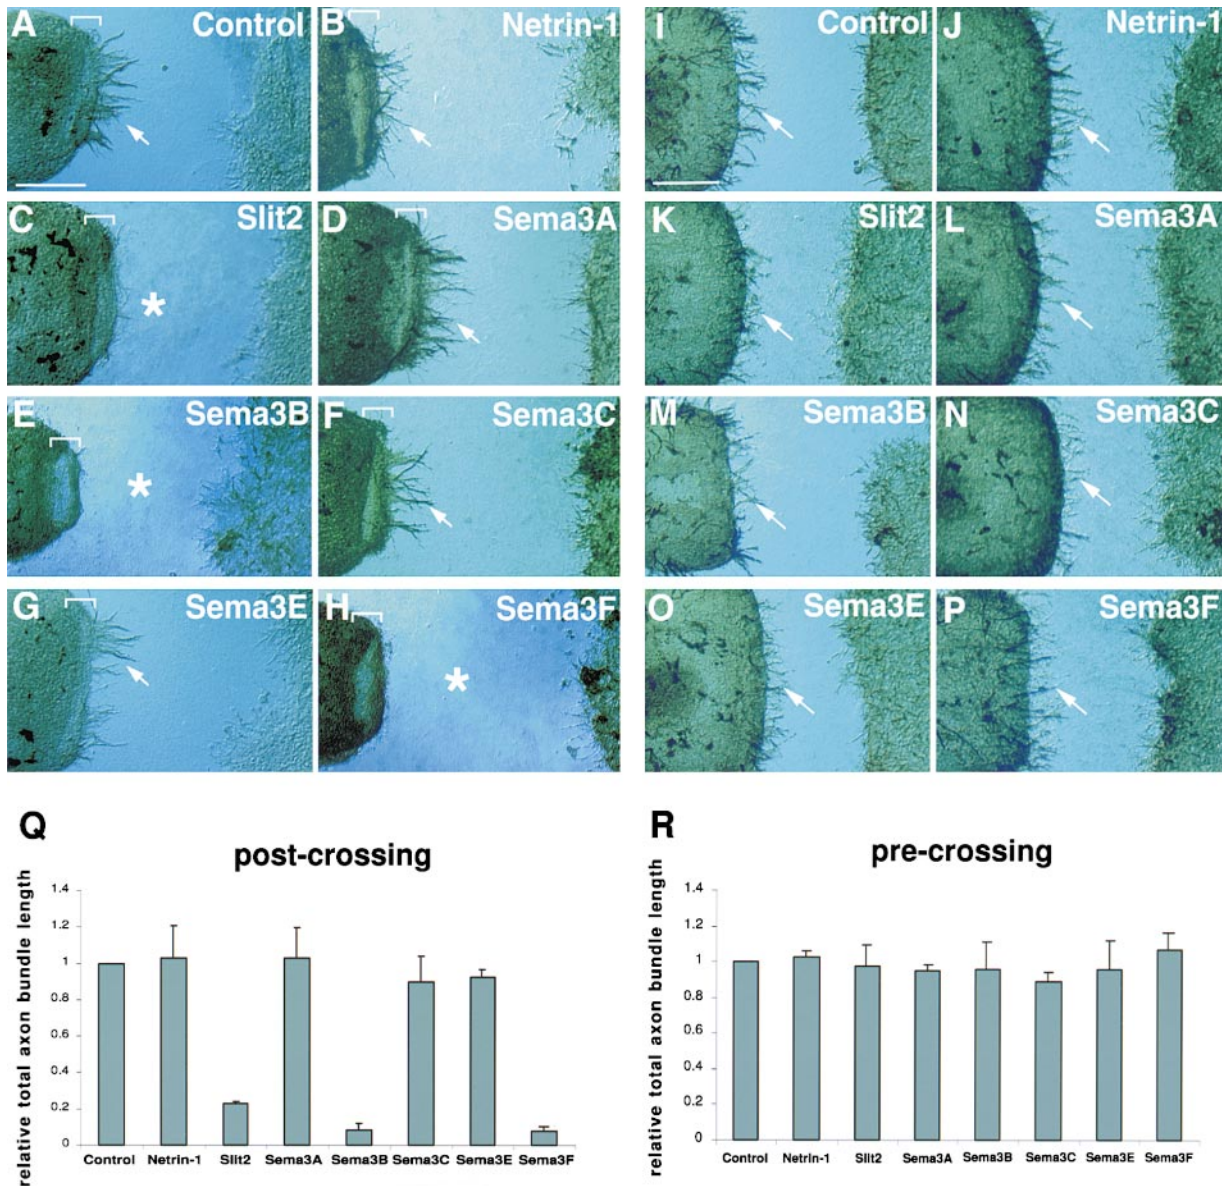 A Control
B Netrin-1
C Slit2
D Sema3A
E Sema3B
F Sema3C
G Sema3E
H Sema3F
I Control
J Netrin-1
K Slit2
L Sema3A
M Sema3B
N Sema3C
O Sema3E
P Sema3F
Q
post-crossing
relative total axon bundle length
1.4
1.2
1
0.8
0.6
0.4
0.2
0
Control Netrin-1 Slit2 Sema3A Sema3B Sema3C Sema3E Sema3F
R
pre-crossing
relative total axon bundle length
1.4
1.2
1
0.8
0.6
0.4
0.2
0
Control Netrin-1 Slit2 Sema3A Sema3B Sema3C Sema3E Sema3F